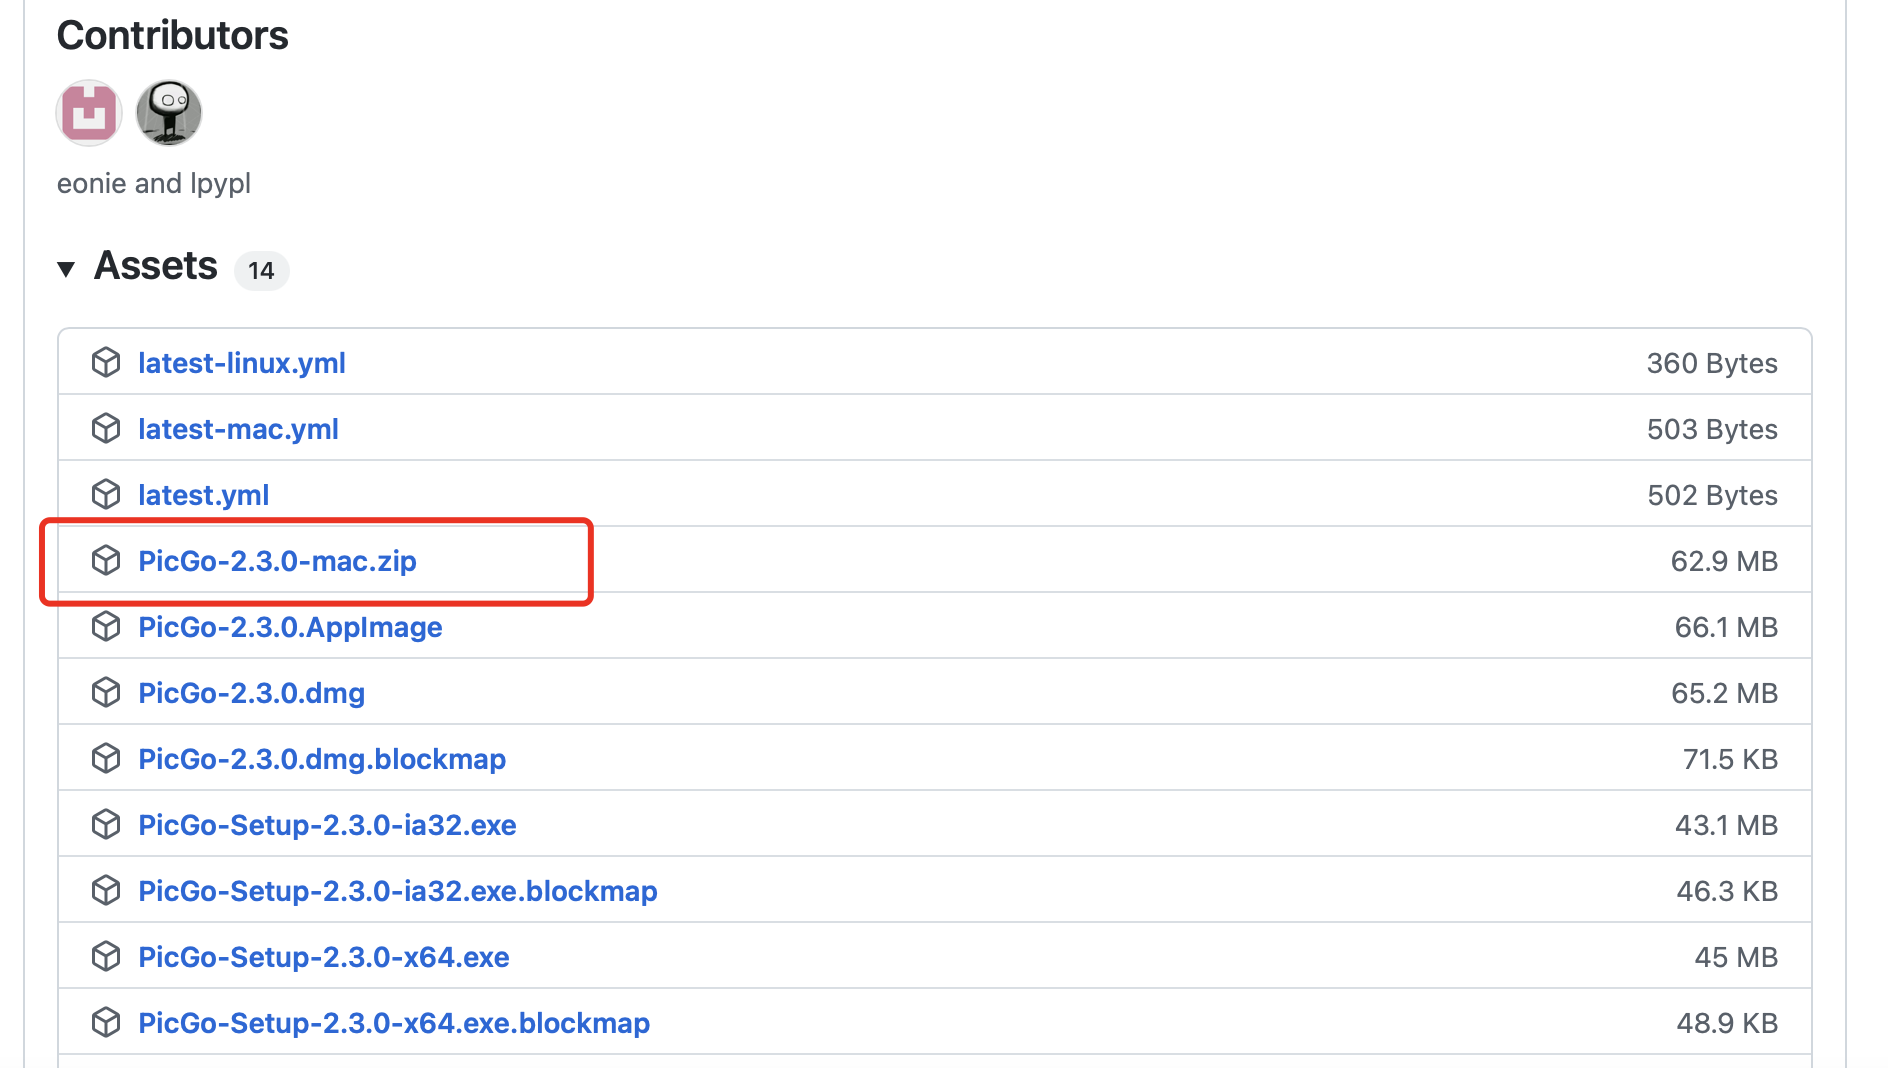 Contributors
eonie and lpypl
Assets 14
latest-linux.yml 360 Bytes
latest-mac.yml 503 Bytes
latest.yml 502 Bytes
PicGo-2.3.0-mac.zip 62.9 MB
PicGo-2.3.0.AppImage 66.1 MB
PicGo-2.3.0.dmg 65.2 MB
PicGo-2.3.0.dmg.blockmap 71.5 KB
PicGo-Setup-2.3.0-ia32.exe 43.1 MB
PicGo-Setup-2.3.0-ia32.exe.blockmap 46.3 KB
PicGo-Setup-2.3.0-x64.exe 45 MB
PicGo-Setup-2.3.0-x64.exe.blockmap 48.9 KB